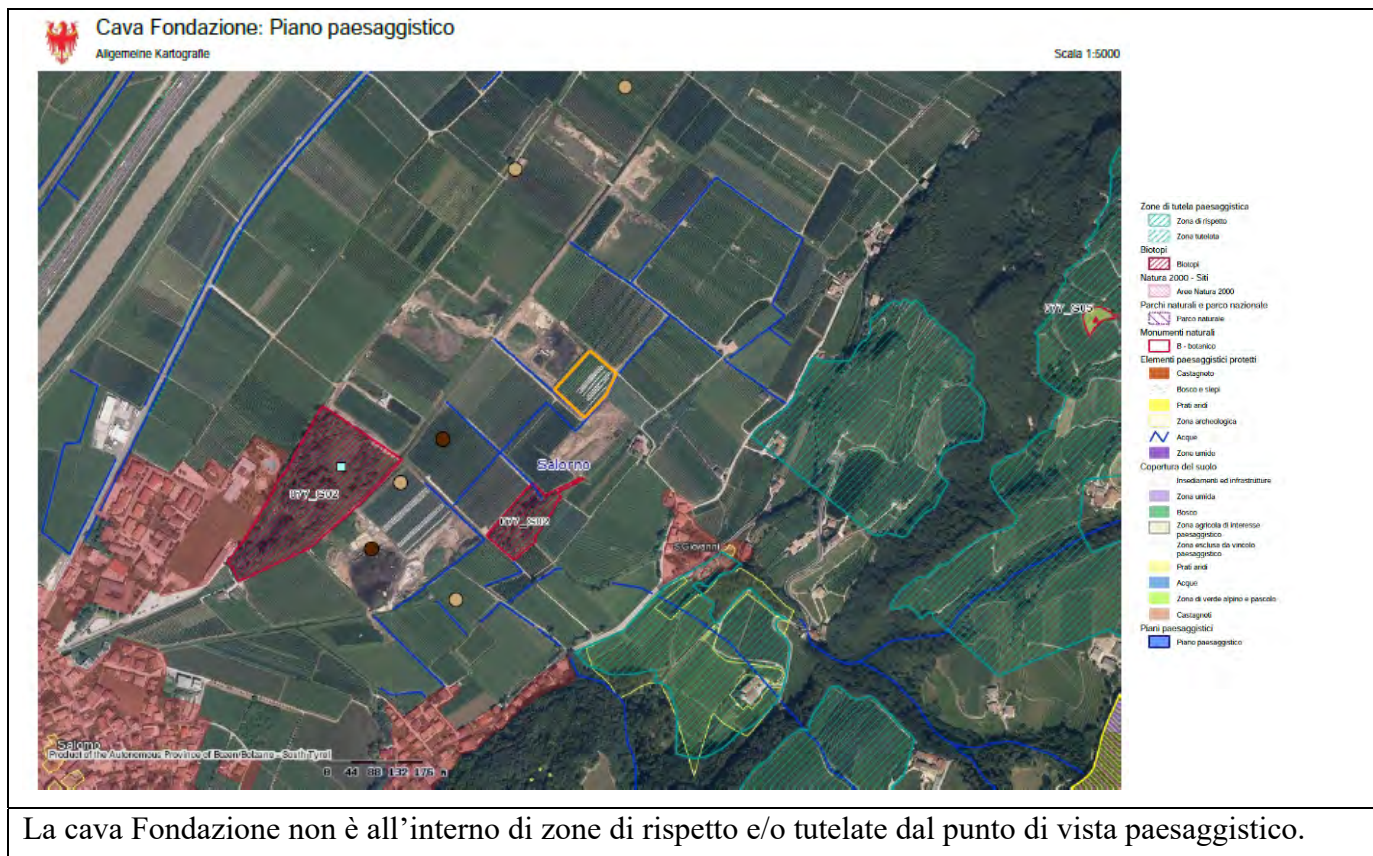 Cava Fondazione: Piano paesaggistico
Allgemeine Kartografie
Scala 1:5000
Zone di tutela paesaggistica
Zona di rispetto
Zona tutelata
Biotopi
Biotopi
Natura 2000 - Siti
Aree Natura 2000
Parchi naturali e parco nazionale
Parco naturale
Monumenti naturali
B - botanico
Elementi paesaggistici protetti
Castagneto
Bosco e siepi
Prati aridi
Zona archeologica
Acque
Zone umide
Copertura del suolo
Insediamenti ed infrastrutture
Zona umida
Bosco
Zona agricola di interesse
paesaggistico
Zona esclusa da vincolo
paesaggistico
Prati aridi
Acque
Zona di verde alpino e pascolo
Castagneti
Piani paesaggistici
Piano paesaggistico
Salorno
S.Giovanni
Salorno
Product of the Autonomous Province of Bozen/Bolzano - South Tyrol
0 44 88 132 176 m
La cava Fondazione non è all’interno di zone di rispetto e/o tutelate dal punto di vista paesaggistico.